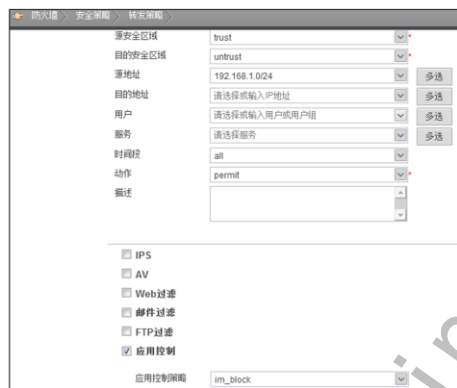 防火墙 安全策略 转发策略
源安全区域 trust *
目的安全区域 untrust *
源地址 192.168.1.0/24 多选
目的地址 请选择或输入IP地址 多选
用户 请选择或输入用户或用户组 多选
服务 请选择服务 多选
时间段 all
动作 permit *
描述
IPS
AV
Web过滤
邮件过滤
FTP过滤
应用控制
应用控制策略 im_block